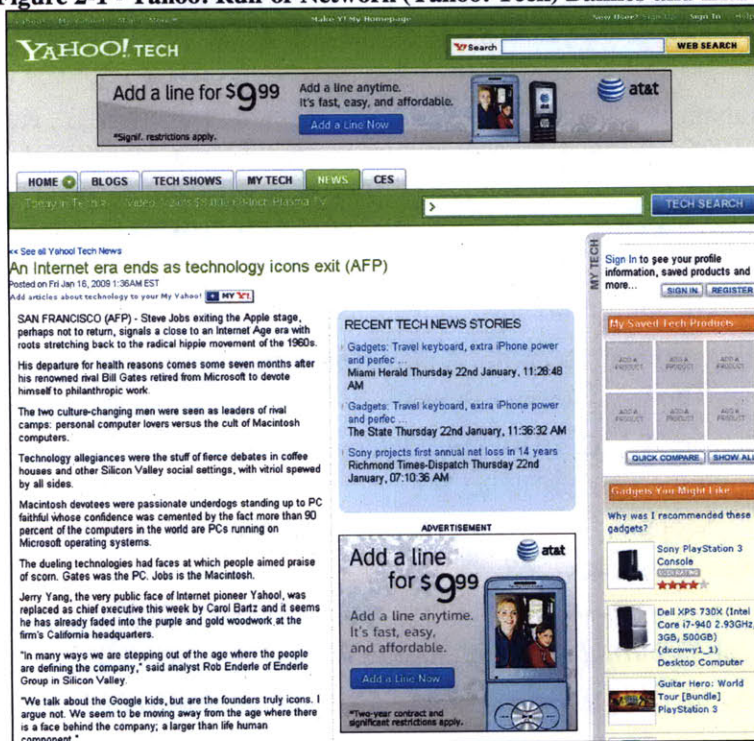 Figure 2-1 - Yahoo! Run-of-Network (Yahoo! Tech) Banner and
Make Y! My Homepage
New User? Sign Up Sign In Help
YAHOO! TECH
Y! Search
WEB SEARCH
Add a line for $9.99
Add a line anytime.
It's fast, easy, and affordable.
Add a Line Now
*Signif. restrictions apply.
at&t
HOME
BLOGS
TECH SHOWS
MY TECH
NEWS
CES
>
TECH SEARCH
<< See all Yahoo! Tech News
An Internet era ends as technology icons exit (AFP)
Posted on Fri Jan 16, 2009 1:36AM EST
Add articles about technology to your My Yahoo!
MY Y!
SAN FRANCISCO (AFP) - Steve Jobs exiting the Apple stage,
perhaps not to return, signals a close to an Internet Age era with
roots stretching back to the radical hippie movement of the 1960s.
His departure for health reasons comes some seven months after
his renowned rival Bill Gates retired from Microsoft to devote
himself to philanthropic work.
The two culture-changing men were seen as leaders of rival
camps: personal computer lovers versus the cult of Macintosh
computers.
Technology allegiances were the stuff of fierce debates in coffee
houses and other Silicon Valley social settings, with vitriol spewed
by all sides.
Macintosh devotees were passionate underdogs standing up to PC
faithful whose confidence was cemented by the fact more than 90
percent of the computers in the world are PCs running on
Microsoft operating systems.
The dueling technologies had faces at which people aimed praise
of scorn. Gates was the PC. Jobs is the Macintosh.
Jerry Yang, the very public face of Internet pioneer Yahoo!, was
replaced as chief executive this week by Carol Bartz and it seems
he has already faded into the purple and gold woodwork at the
firm's California headquarters.
"In many ways we are stepping out of the age where the people
are defining the company," said analyst Rob Enderle of Enderle
Group in Silicon Valley.
"We talk about the Google kids, but are the founders truly icons. I
argue not. We seem to be moving away from the age where there
is a face behind the company; a larger than life human
component."
RECENT TECH NEWS STORIES
Gadgets: Travel keyboard, extra iPhone power
and perfec ...
Miami Herald Thursday 22nd January, 11:28:48
AM
Gadgets: Travel keyboard, extra iPhone power
and perfec ...
The State Thursday 22nd January, 11:36:32 AM
Sony projects first annual net loss in 14 years
Richmond Times-Dispatch Thursday 22nd
January, 07:10:36 AM
ADVERTISEMENT
Add a line
for $9.99
at&t
Add a line anytime.
It's fast, easy,
and affordable.
Add a Line Now
*Two-year contract and
significant restrictions apply.
MY TECH
Sign In to see your profile
information, saved products and
more...
SIGN IN
REGISTER
My Saved Tech Products
ADD A PRODUCT
ADD A PRODUCT
ADD A PRODUCT
ADD A PRODUCT
ADD A PRODUCT
ADD A PRODUCT
QUICK COMPARE
SHOW ALL
Gadgets You Might Like
Why was I recommended these
gadgets?
Sony PlayStation 3
Console
Dell XPS 730X (Intel
Core i7-940 2.93GHz,
3GB, 500GB)
(dxcwwy1_1)
Desktop Computer
Guitar Hero: World
Tour [Bundle]
PlayStation 3